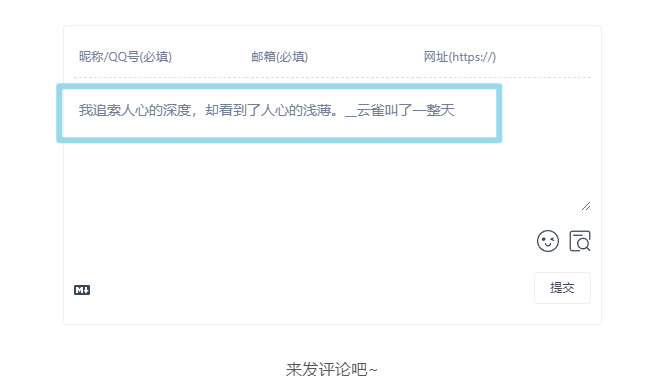 昵称/QQ号(必填) 邮箱(必填) 网址(https://)
我追索人心的深度，却看到了人心的浅薄。__云雀叫了一整天
M↓
提交
来发评论吧~